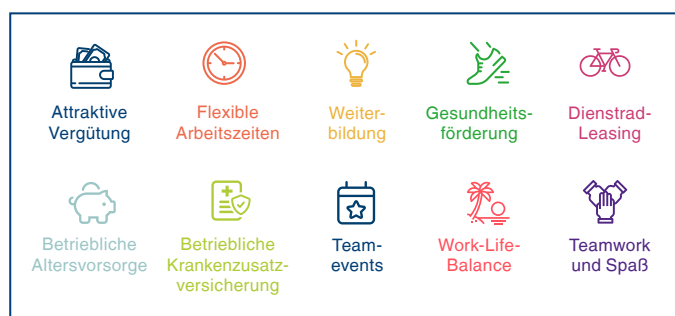 Attraktive
Vergütung
Flexible
Arbeitszeiten
Weiter-
bildung
Gesundheits-
förderung
Dienstrad-
Leasing
Betriebliche
Altersvorsorge
Betriebliche
Krankenzusatz-
versicherung
Team-
events
Work-Life-
Balance
Teamwork
und Spaß